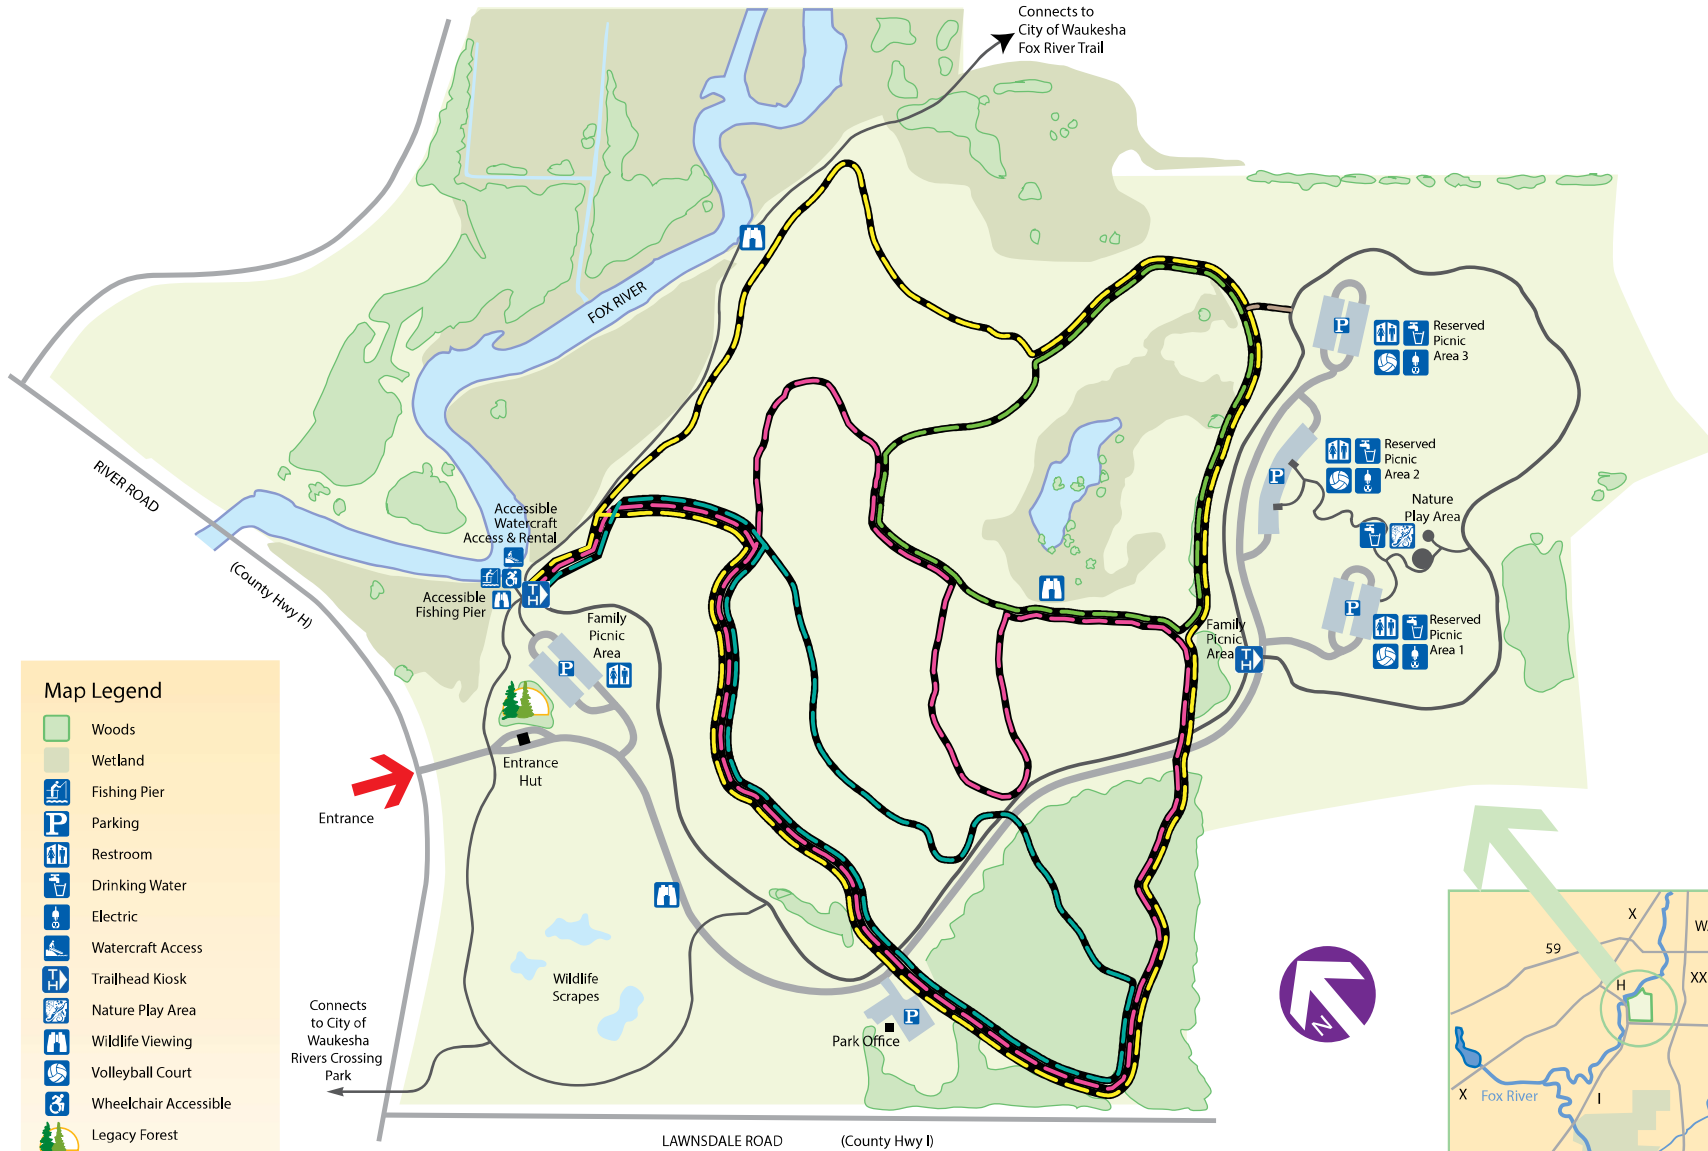 Connects to
City of Waukesha
Fox River Trail
FOX RIVER
RIVER ROAD
(County Hwy H)
Accessible
Watercraft
Access & Rental
Accessible
Fishing Pier
T
H
Family
Picnic
Area
P
Entrance
Hut
Entrance
Wildlife
Scrapes
Connects
to City of
Waukesha
Rivers Crossing
Park
Park Office
P
LAWNSDALE ROAD (County Hwy I)
P
Reserved
Picnic
Area 3
P
Reserved
Picnic
Area 2
Nature
Play Area
P
Reserved
Picnic
Area 1
Family
Picnic
Area
T
H
N
Map Legend
Woods
Wetland
Fishing Pier
P Parking
Restroom
Drinking Water
Electric
Watercraft Access
T
H
Trailhead Kiosk
Nature Play Area
Wildlife Viewing
Volleyball Court
Wheelchair Accessible
Legacy Forest
X
59
XX
H
X
Fox River
I